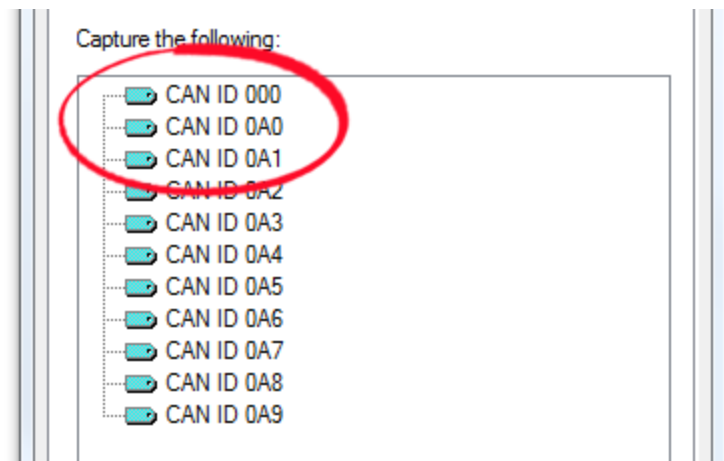 Capture the following:
CAN ID 000
CAN ID 0A0
CAN ID 0A1
CAN ID 0A2
CAN ID 0A3
CAN ID 0A4
CAN ID 0A5
CAN ID 0A6
CAN ID 0A7
CAN ID 0A8
CAN ID 0A9